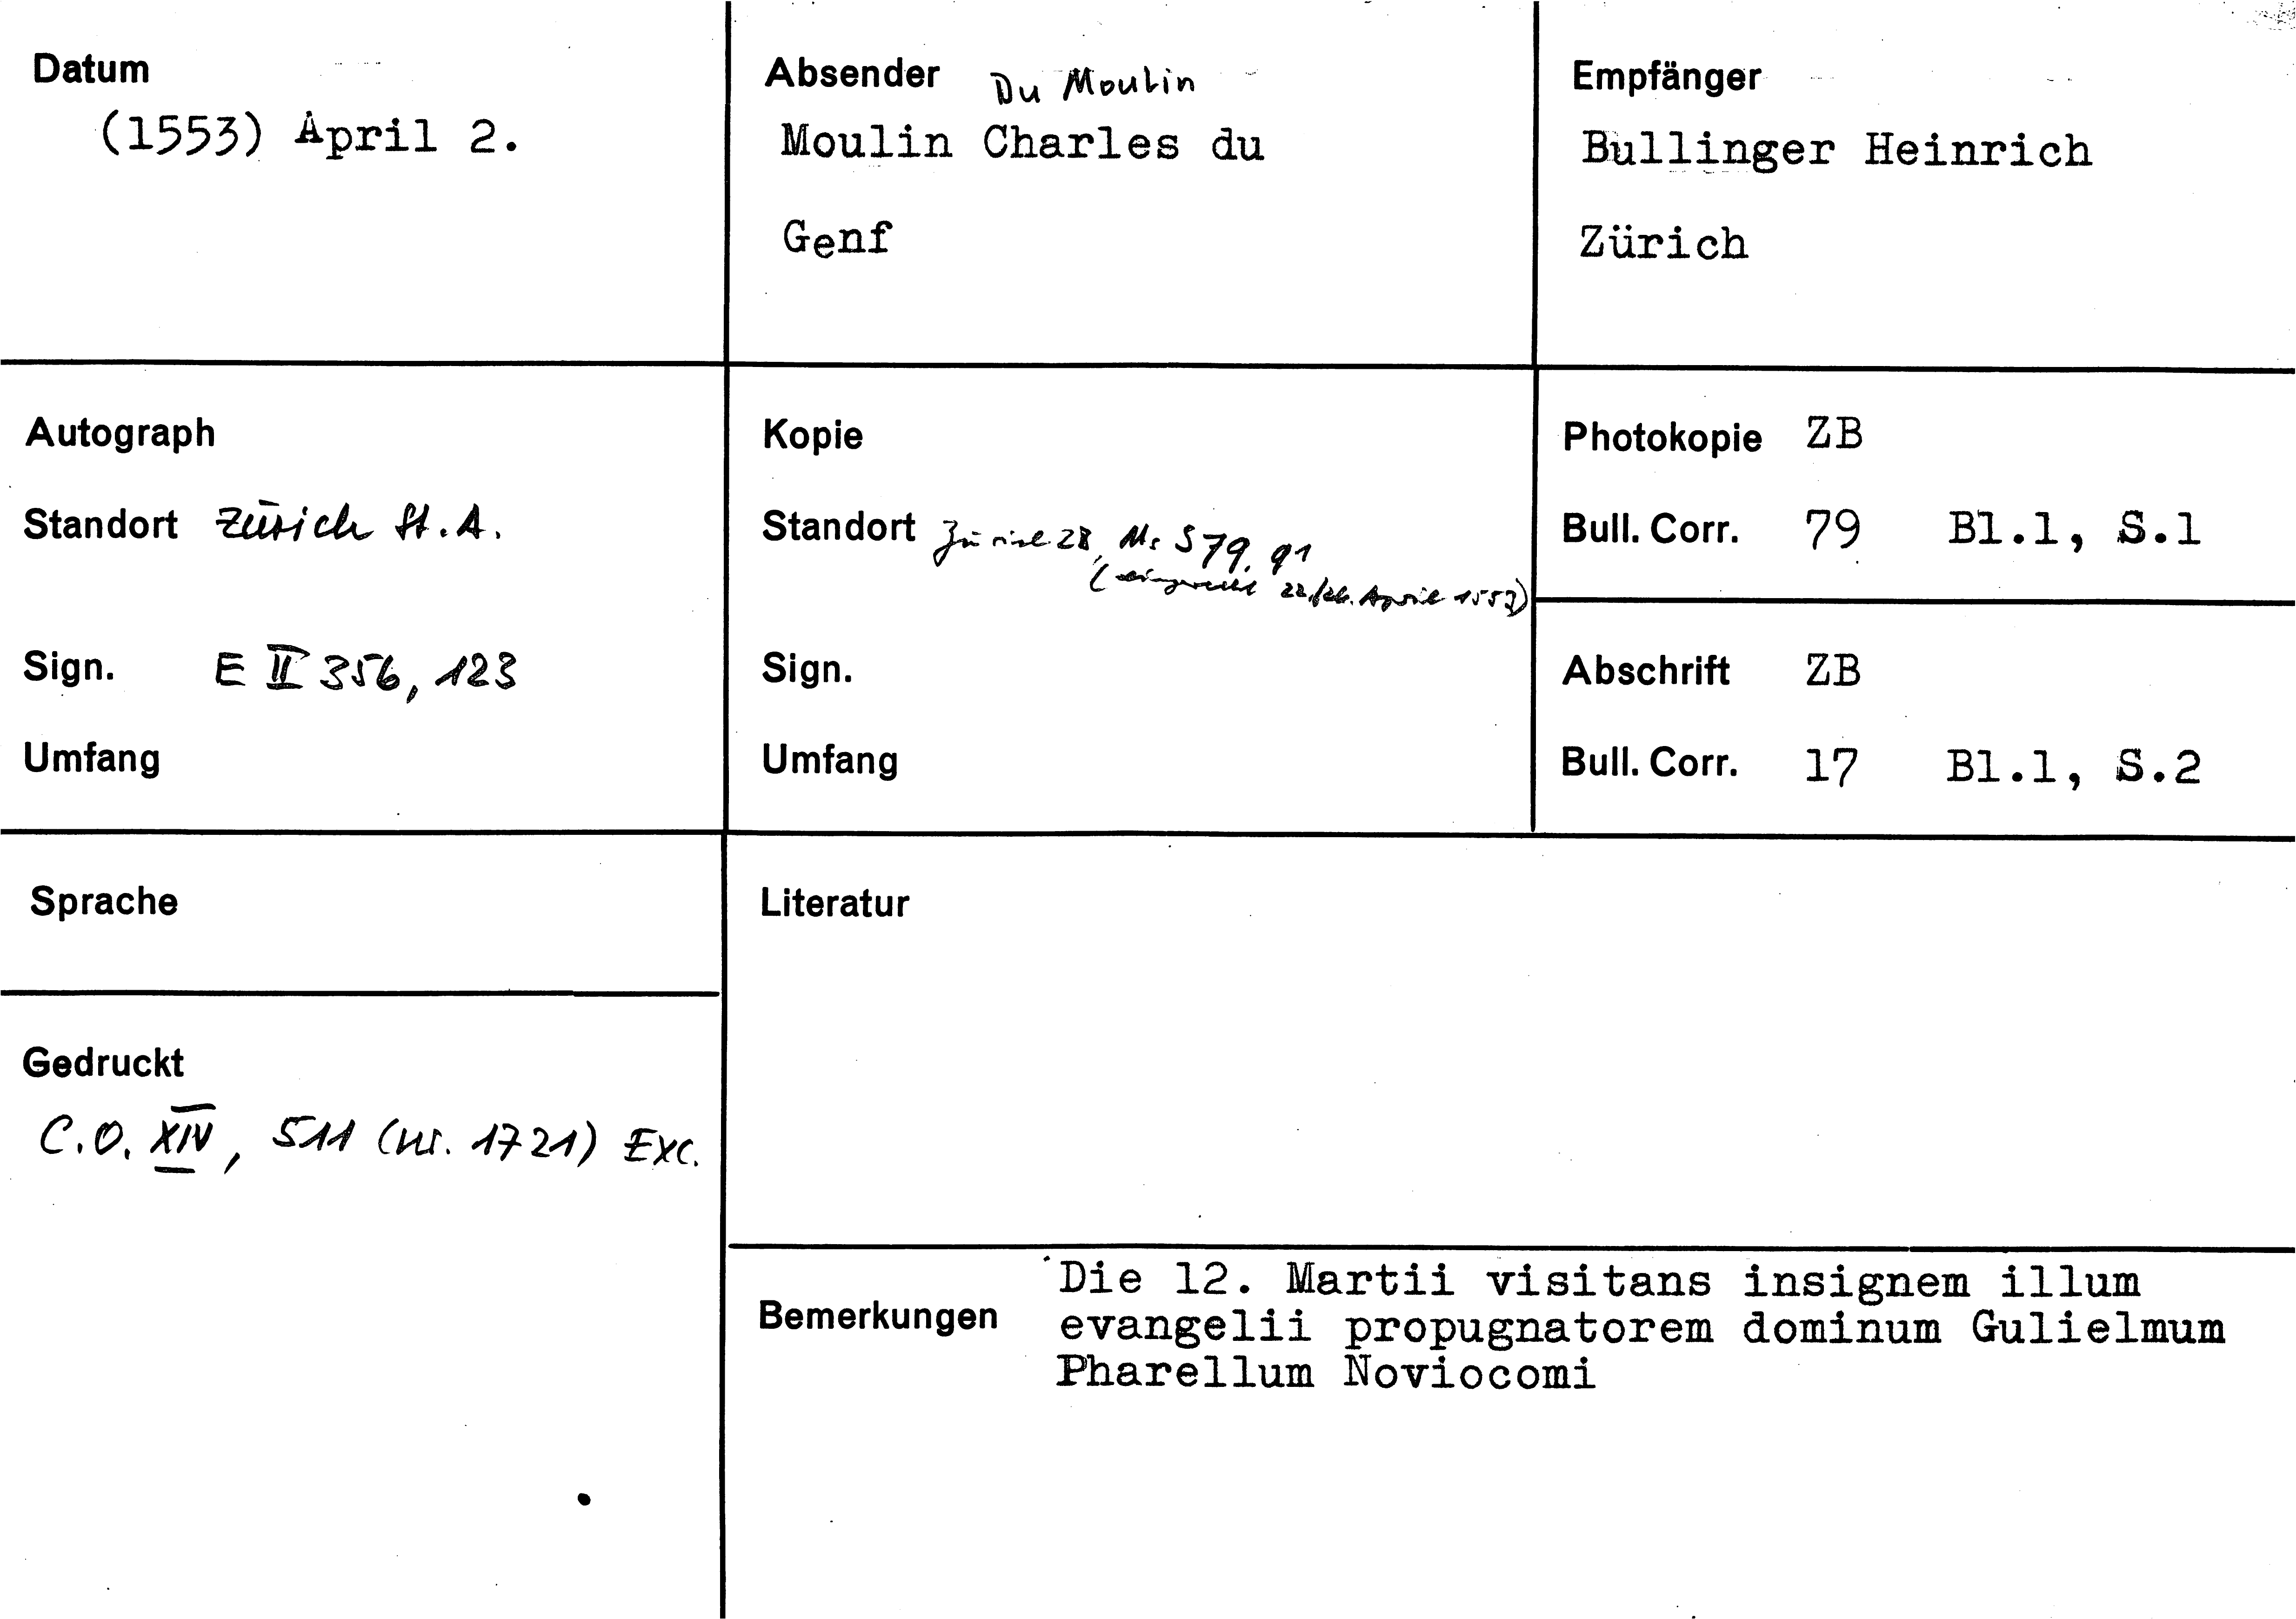 Datum
(1553) April 2.
Absender Du Moulin
Moulin Charles du
Genf
Empfänger
Bullinger Heinrich
Zürich
Autograph
Standort Zürich St. A.
Sign. E II 356, 123
Umfang
Kopie
Standort Zürich ZB, Ms S 79, 91
( 22./26. April 1553)
Sign.
Umfang
Photokopie ZB
Bull. Corr. 79 Bl.1, S.1
Abschrift ZB
Bull. Corr. 17 Bl.1, S.2
Sprache
Gedruckt
C.O. XIV, 511 (nr. 1721) Exc.
Literatur
Bemerkungen
Die 12. Martii visitans insignem illum
evangelii propugnatorem dominum Gulielmum
Pharellum Noviocomi